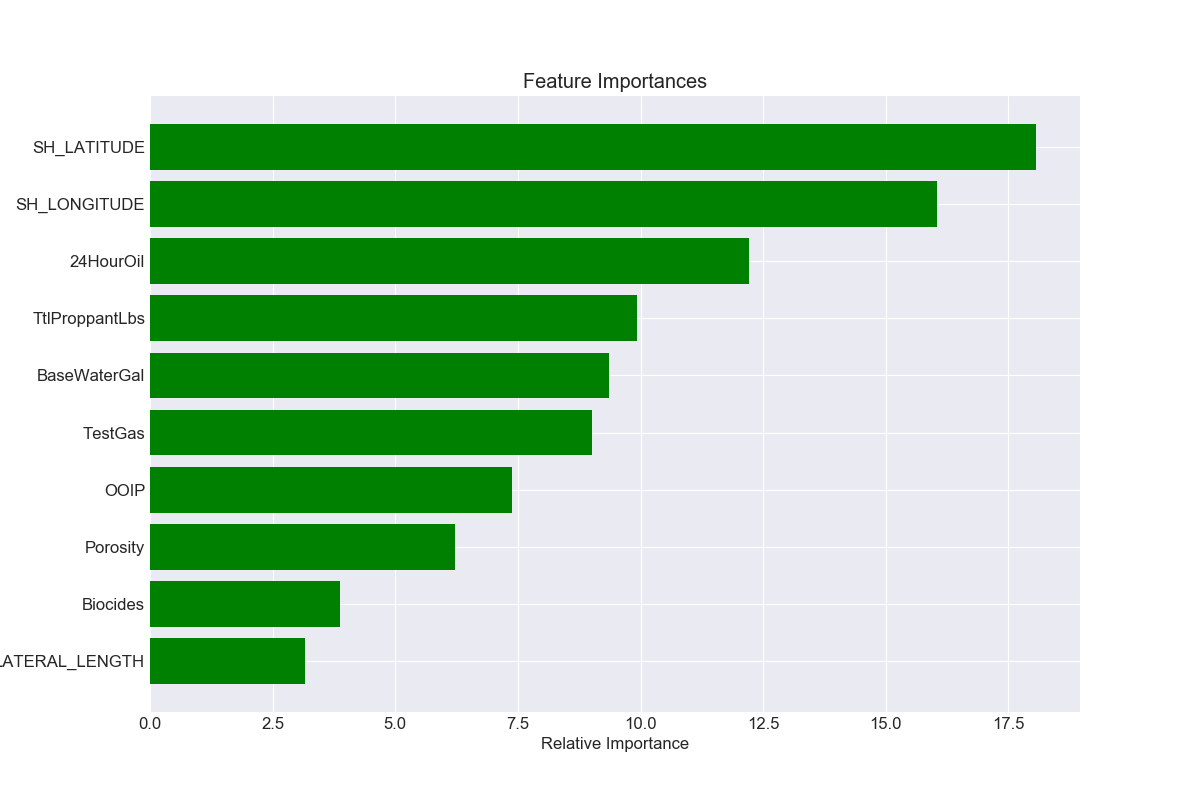 Feature Importances
SH_LATITUDE
SH_LONGITUDE
24HourOil
TtlProppantLbs
BaseWaterGal
TestGas
OOIP
Porosity
Biocides
LATERAL_LENGTH
0.0 2.5 5.0 7.5 10.0 12.5 15.0 17.5
Relative Importance